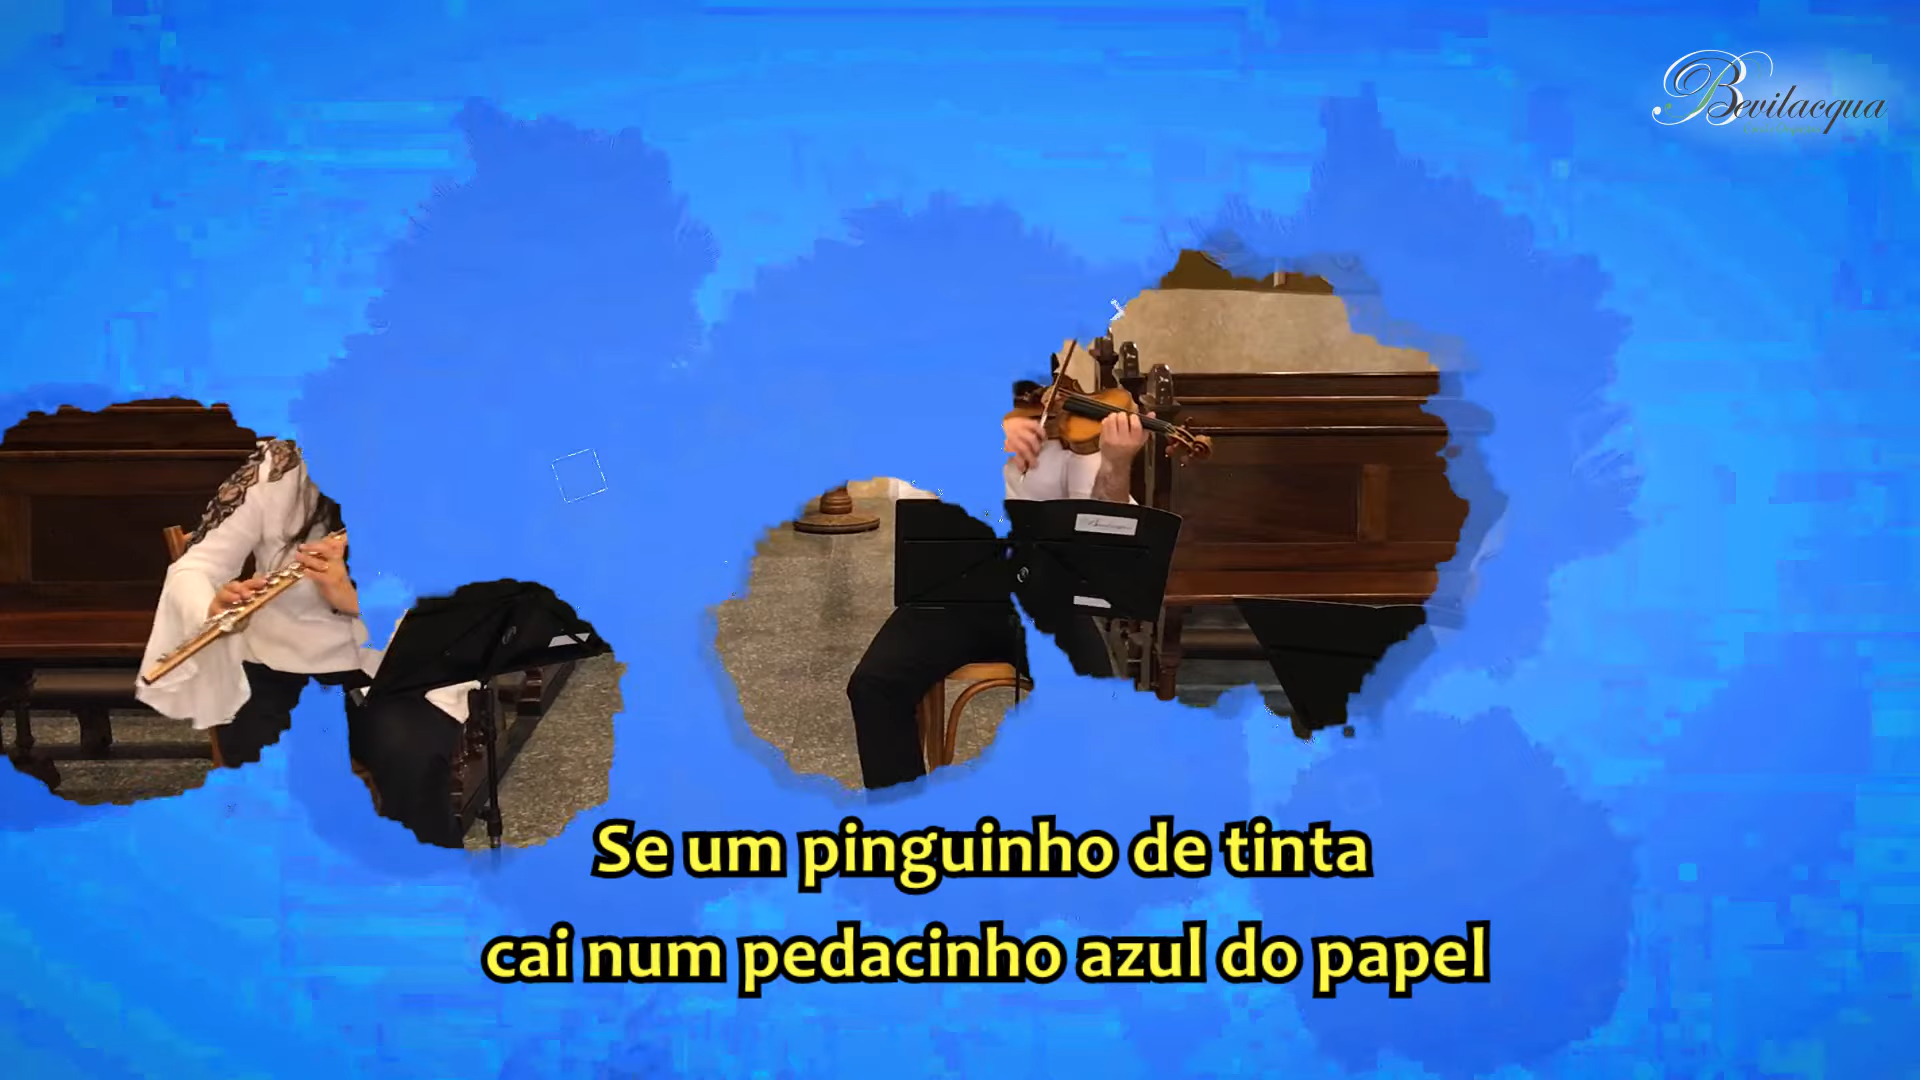 Bevilacqua
Se um pinguinho de tinta
cai num pedacinho azul do papel